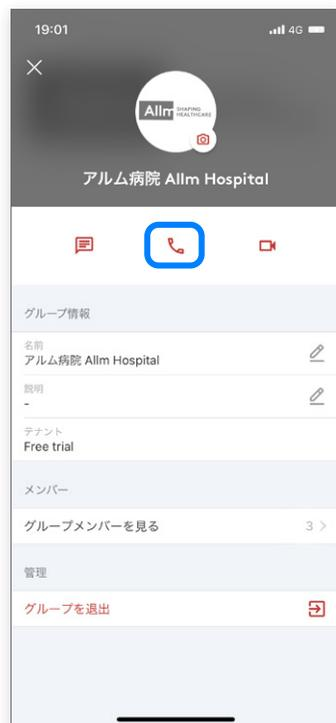 19:01 4G
Allm SHAPING HEALTHCARE
アルム病院 Allm Hospital
グループ情報
名前
アルム病院 Allm Hospital
説明
-
テナント
Free trial
メンバー
グループメンバーを見る 3
管理
グループを退出